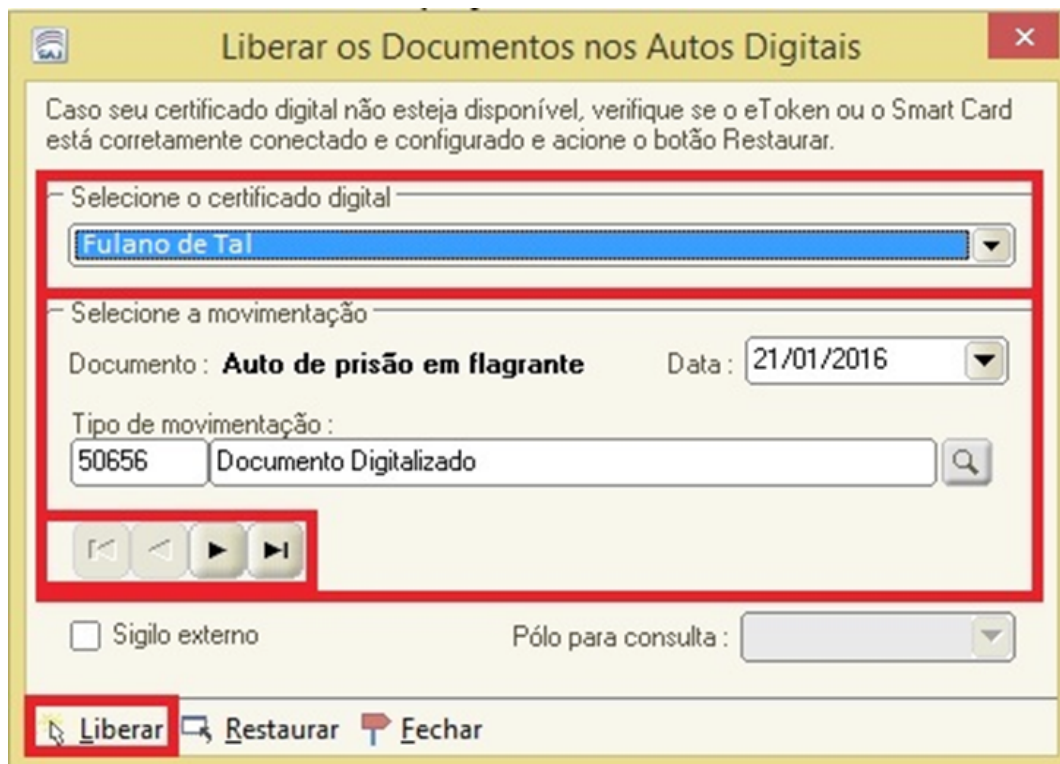 Liberar os Documentos nos Autos Digitais
Caso seu certificado digital não esteja disponível, verifique se o eToken ou o Smart Card
está corretamente conectado e configurado e acione o botão Restaurar.
Selecione o certificado digital
Fulano de Tal
Selecione a movimentação
Documento : Auto de prisão em flagrante Data : 21/01/2016
Tipo de movimentação :
50656 Documento Digitalizado
Sigilo externo Pólo para consulta :
Liberar Restaurar Fechar